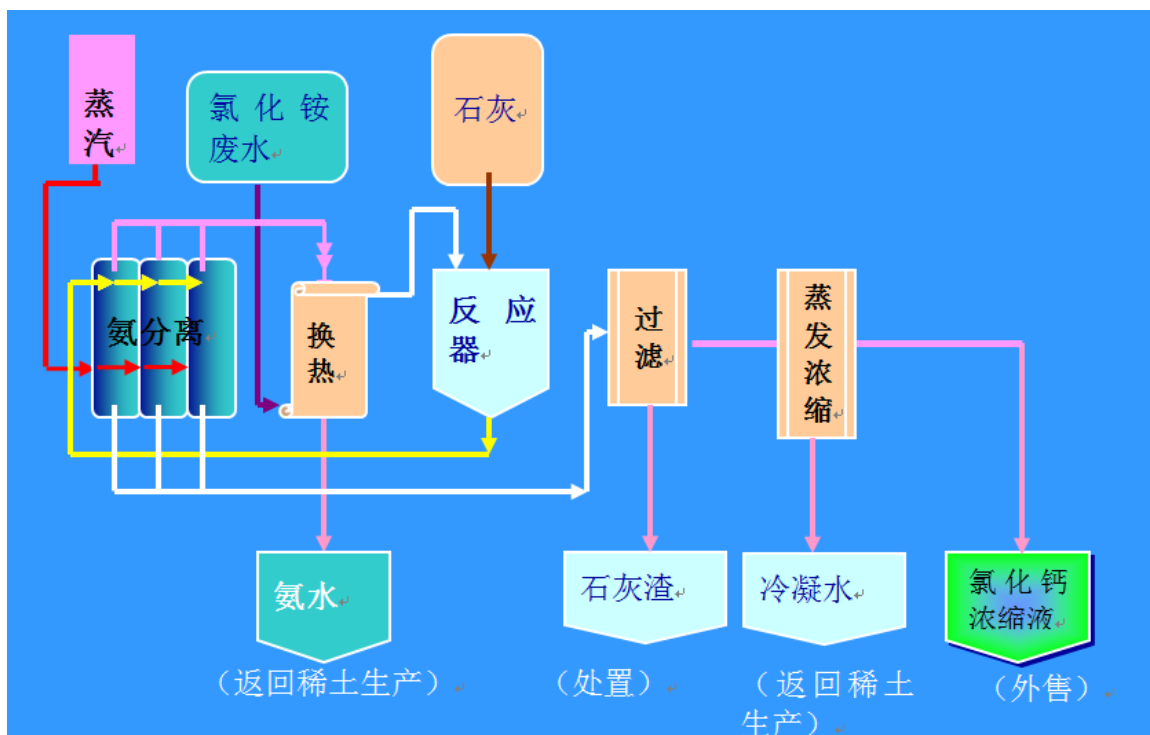 蒸
汽
氯化铵
废水
石灰
氨分离
换
热
反应
器
过
滤
蒸
发
浓
缩
氨水
石灰渣
冷凝水
氯化钙
浓缩液
（返回稀土生产）
（处置）
（返回稀土
生产）
（外售）